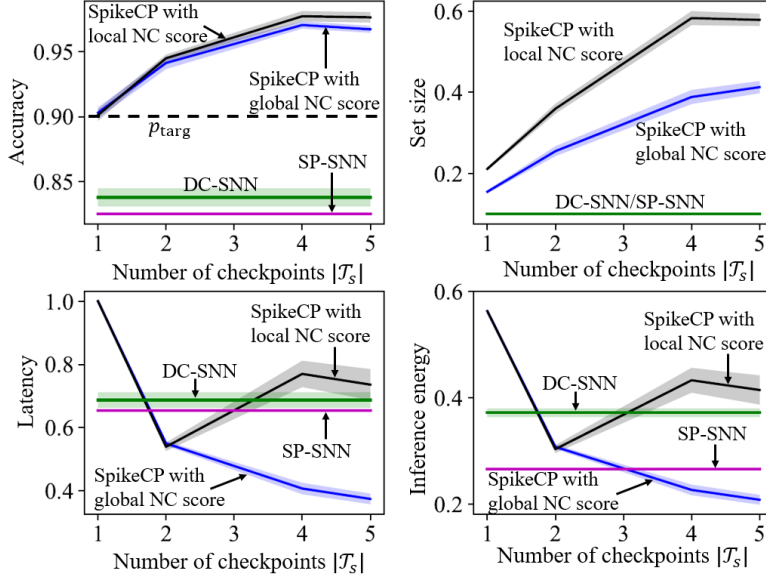 SpikeCP with
local NC score
SpikeCP with
global NC score
p_targ
SP-SNN
DC-SNN
Accuracy
0.95
0.90
0.85
1 2 3 4 5
Number of checkpoints |𝒯_s|
SpikeCP with
local NC score
SpikeCP with
global NC score
DC-SNN/SP-SNN
Set size
0.6
0.4
0.2
1 2 3 4 5
Number of checkpoints |𝒯_s|
SpikeCP with
local NC score
DC-SNN
SP-SNN
SpikeCP with
global NC score
Latency
1.0
0.8
0.6
0.4
1 2 3 4 5
Number of checkpoints |𝒯_s|
SpikeCP with
local NC score
DC-SNN
SP-SNN
SpikeCP with
global NC score
Inference energy
0.6
0.4
0.2
1 2 3 4 5
Number of checkpoints |𝒯_s|